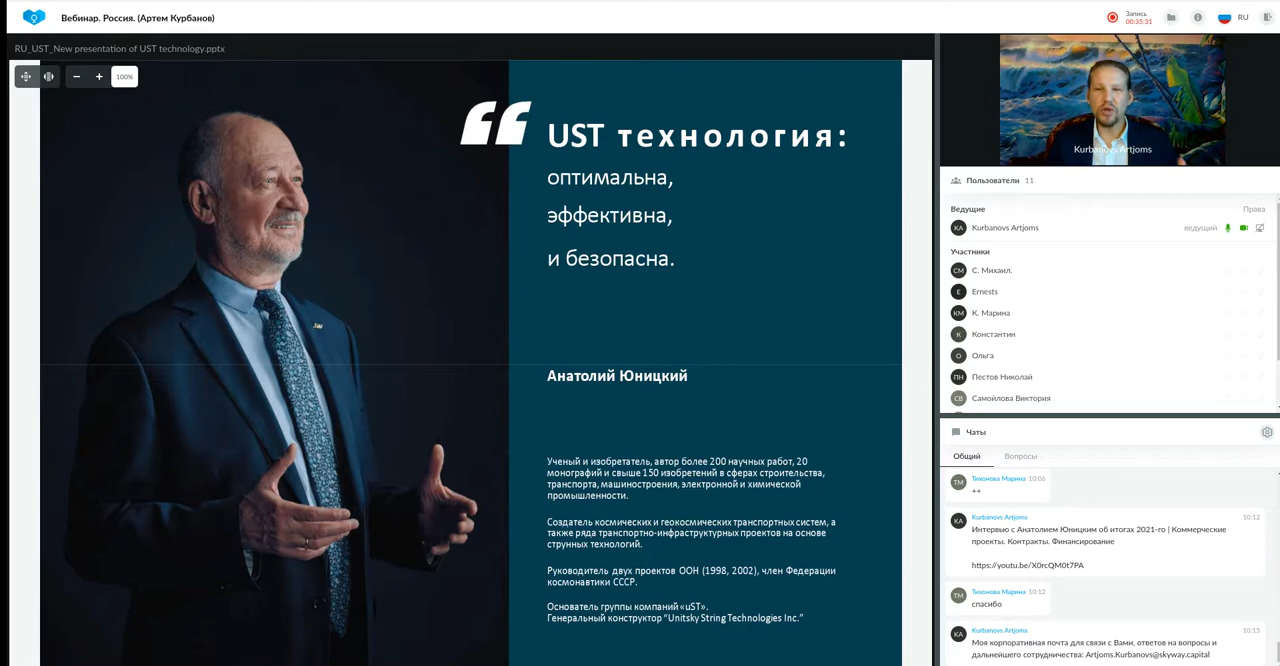 Вебинар. Россия. (Артем Курбанов)
Запись
00:35:31
RU
RU_UST_New presentation of UST technology.pptx
100%
“ UST технология:
оптимальна,
эффективна,
и безопасна.
Анатолий Юницкий
Ученый и изобретатель, автор более 200 научных работ, 20
монографий и свыше 150 изобретений в сферах строительства,
транспорта, машиностроения, электронной и химической
промышленности.
Создатель космических и геокосмических транспортных систем, а
также ряда транспортно-инфраструктурных проектов на основе
струнных технологий.
Руководитель двух проектов ООН (1998, 2002), член Федерации
космонавтики СССР.
Основатель группы компаний «uST».
Генеральный конструктор “Unitsky String Technologies Inc.”
Kurbanovs Artjoms
Пользователи 11
Ведущие Права
KA Kurbanovs Artjoms ведущий
Участники
СМ С. Михаил.
E Ernests
КМ К. Марина
К Константин
О Ольга
ПН Пестов Николай
СВ Самойлова Виктория
Чаты
Общий Вопросы
ТМ Тихонова Марина 10:06
++
KA Kurbanovs Artjoms 10:12
Интервью с Анатолием Юницким об итогах 2021-го | Коммерческие
проекты. Контракты. Финансирование
https://youtu.be/X0rcQM0t7PA
ТМ Тихонова Марина 10:12
спасибо
KA Kurbanovs Artjoms 10:15
Моя корпоративная почта для связи с Вами, ответов на вопросы и
дальнейшего сотрудничества: Artjoms.Kurbanovs@skyway.capital